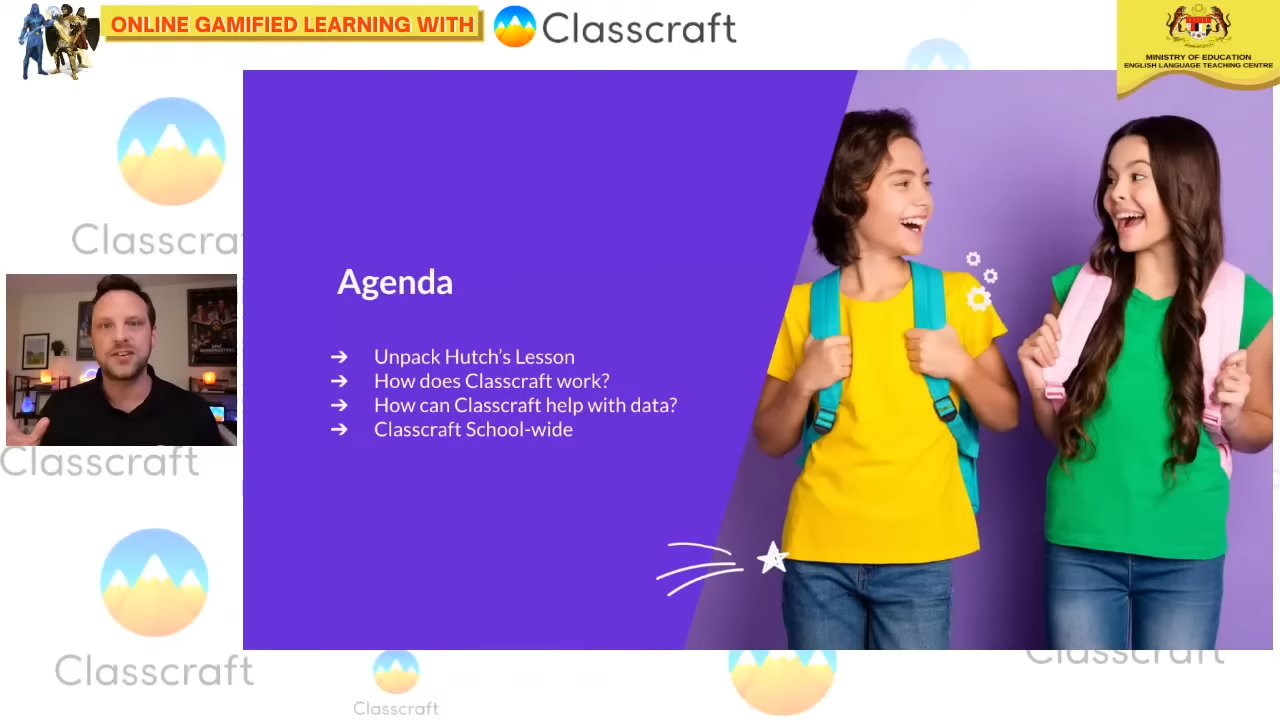 ONLINE GAMIFIED LEARNING WITH
Classcraft
MINISTRY OF EDUCATION
ENGLISH LANGUAGE TEACHING CENTRE
Classcra
Agenda
➔ Unpack Hutch's Lesson
➔ How does Classcraft work?
➔ How can Classcraft help with data?
➔ Classcraft School-wide
Classcraft
Classcraft
Classcraft
Classcraft